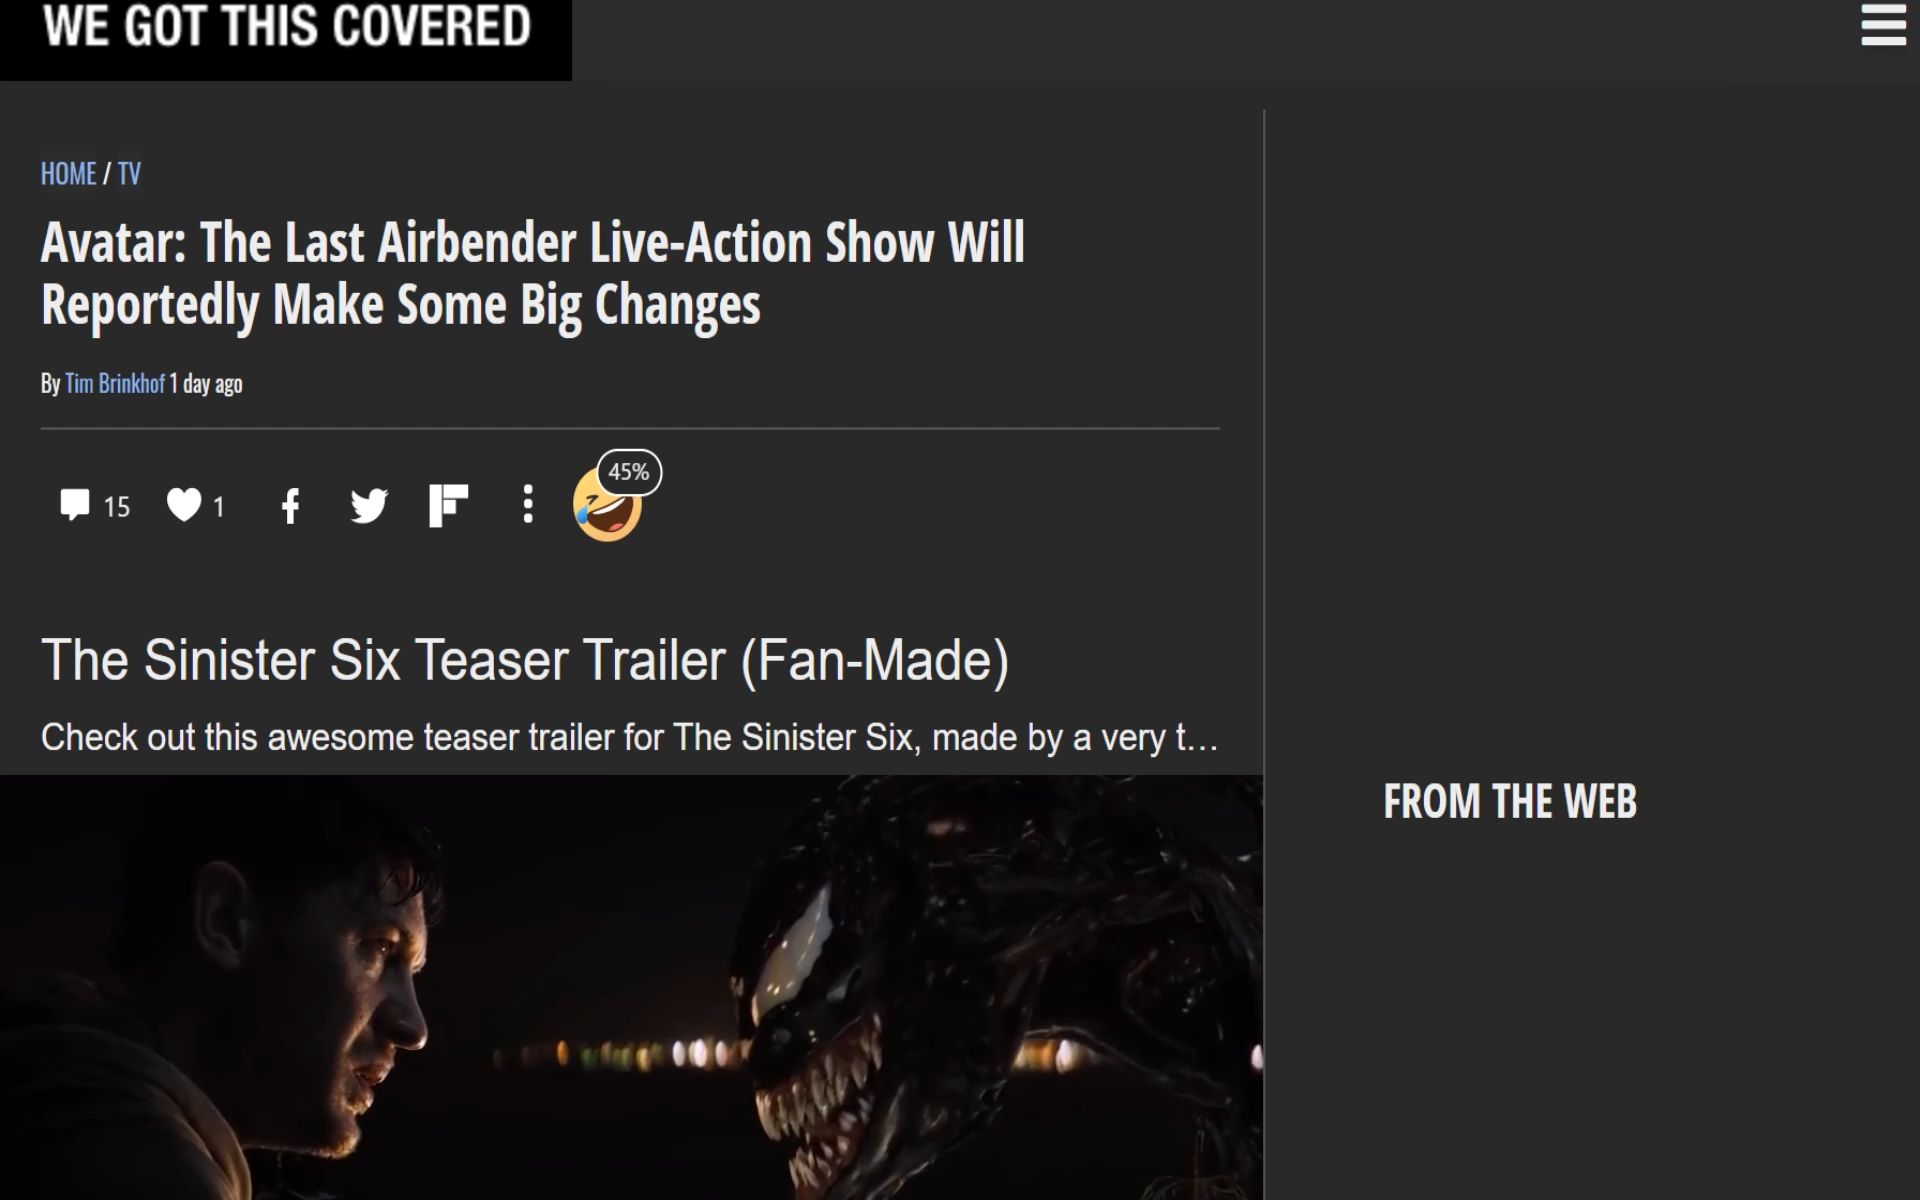 WE GOT THIS COVERED
HOME / TV
Avatar: The Last Airbender Live-Action Show Will
Reportedly Make Some Big Changes
By Tim Brinkhof 1 day ago
15
1
45%
The Sinister Six Teaser Trailer (Fan-Made)
Check out this awesome teaser trailer for The Sinister Six, made by a very t...
FROM THE WEB